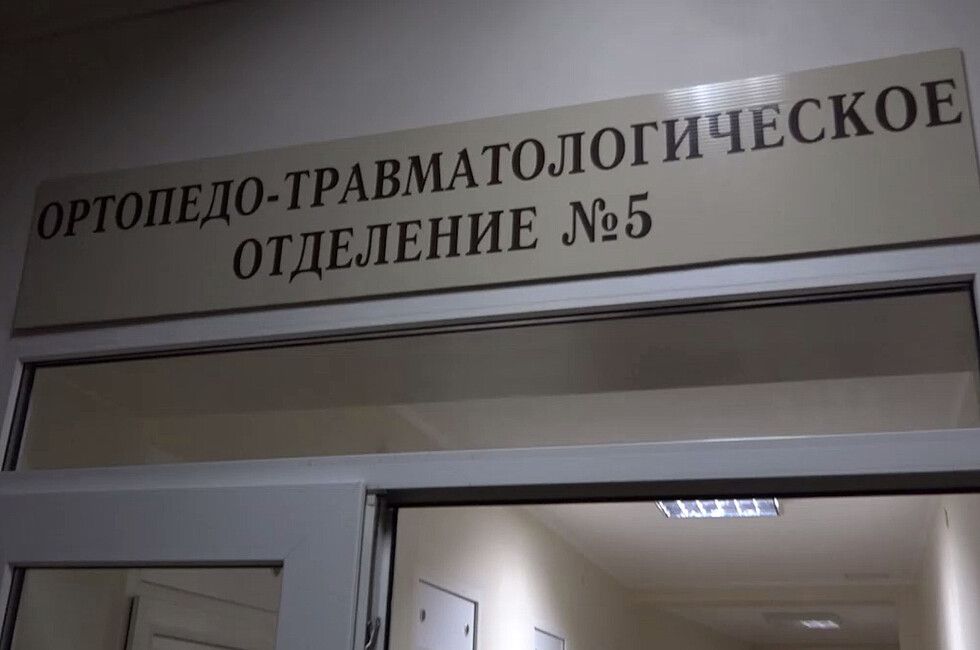 ОРТОПЕДО-ТРАВМАТОЛОГИЧЕСКОЕ
ОТДЕЛЕНИЕ №5